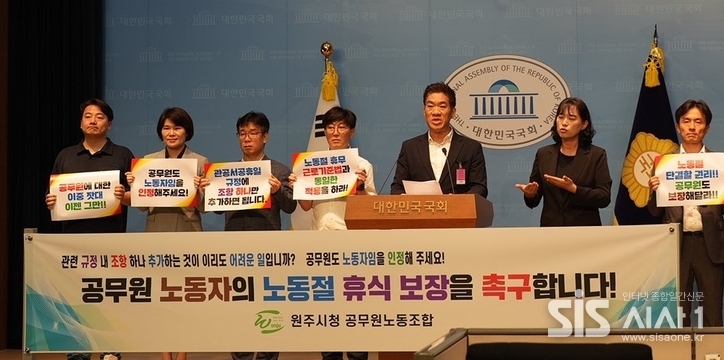 대한민국국회
NATIONAL ASSEMBLY OF THE REPUBLIC OF KOREA
대한민국국회
공무원에 대한
이중 잣대
이젠 그만!!
공무원도
노동자임을
인정해주세요!
관공서공휴일
규정에
조항 하나만
추가하면 됩니다.
노동절 휴무
근로기준법과
동일한
적용을 하라!
노동절
단결할 권리!!
공무원도
보장해달라!!
대한민국국회
관련 규정 내 조항 하나 추가하는 것이 이리도 어려운 일입니까? 공무원도 노동자임을 인정해 주세요!
공무원 노동자의 노동절 휴식 보장을 촉구합니다!
원주시청 공무원노동조합
인터넷 종합일간신문
SIS 시사1
www.sisaone.kr